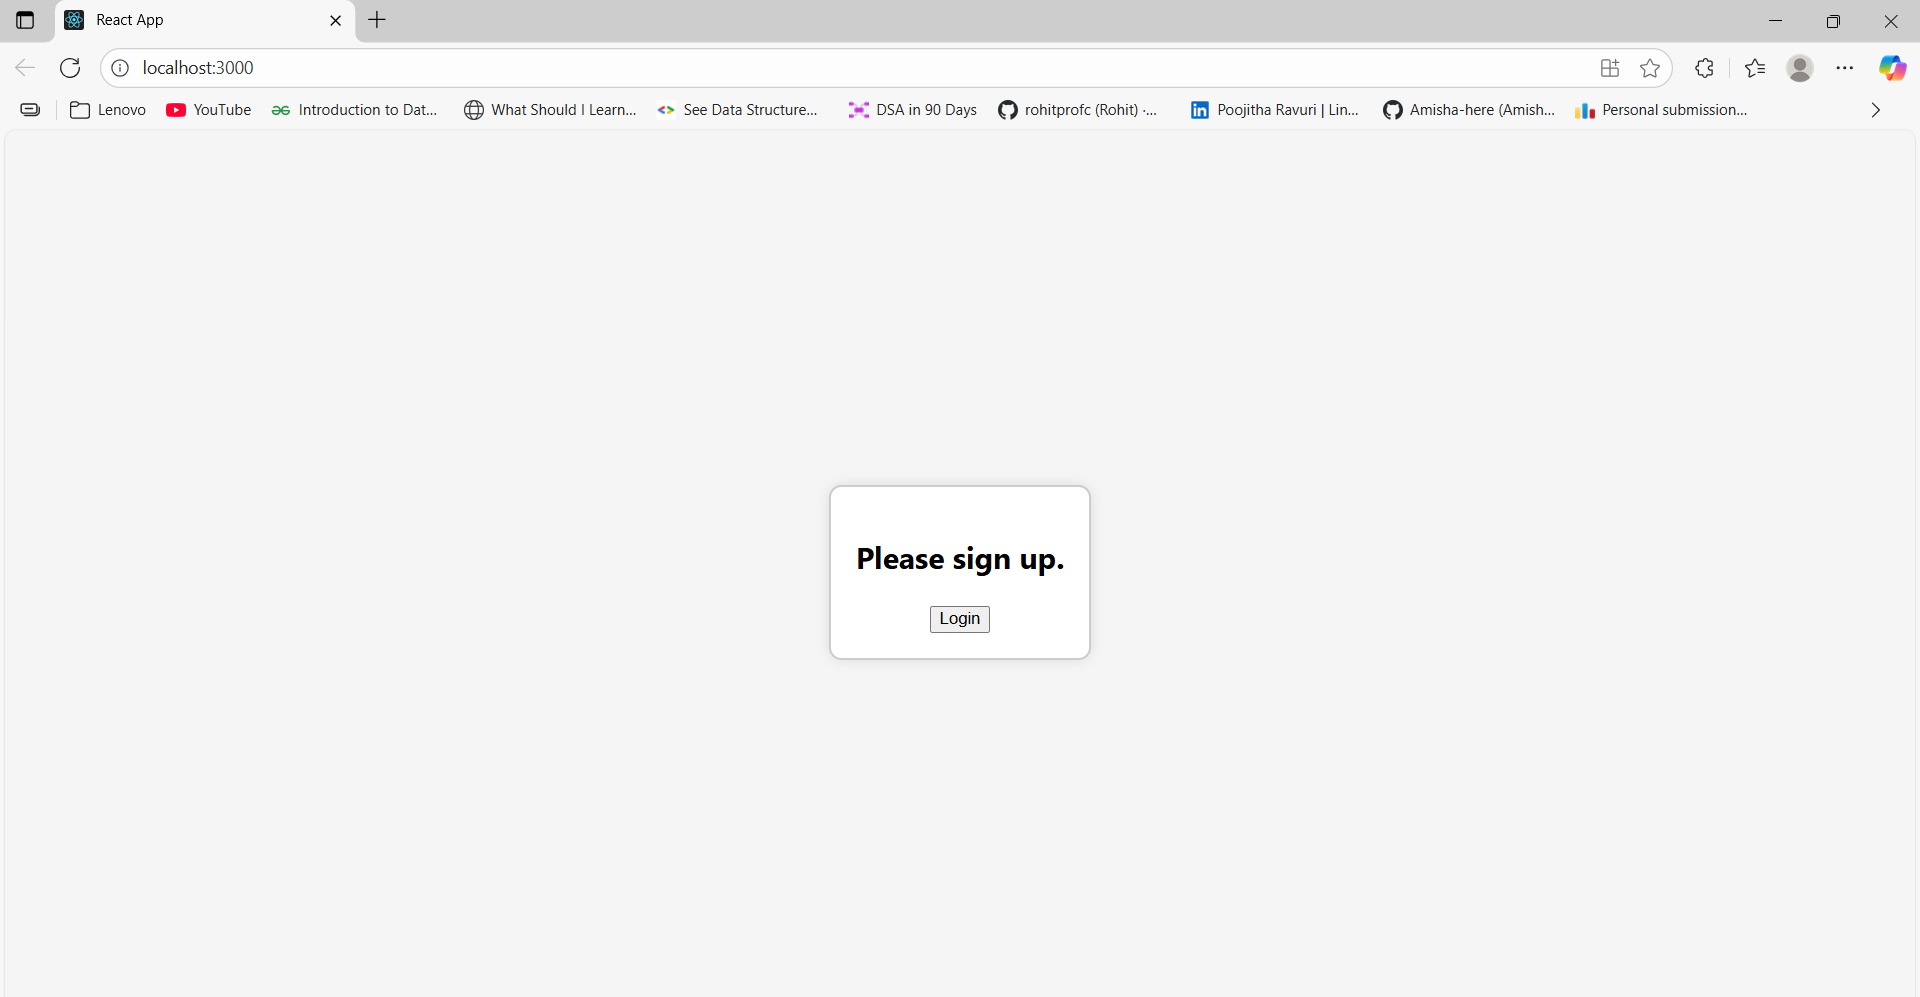 React App
localhost:3000
Lenovo YouTube Introduction to Dat... What Should I Learn... See Data Structure... DSA in 90 Days rohitprofc (Rohit) ·... Poojitha Ravuri | Lin... Amisha-here (Amish... Personal submission...
Please sign up.
Login